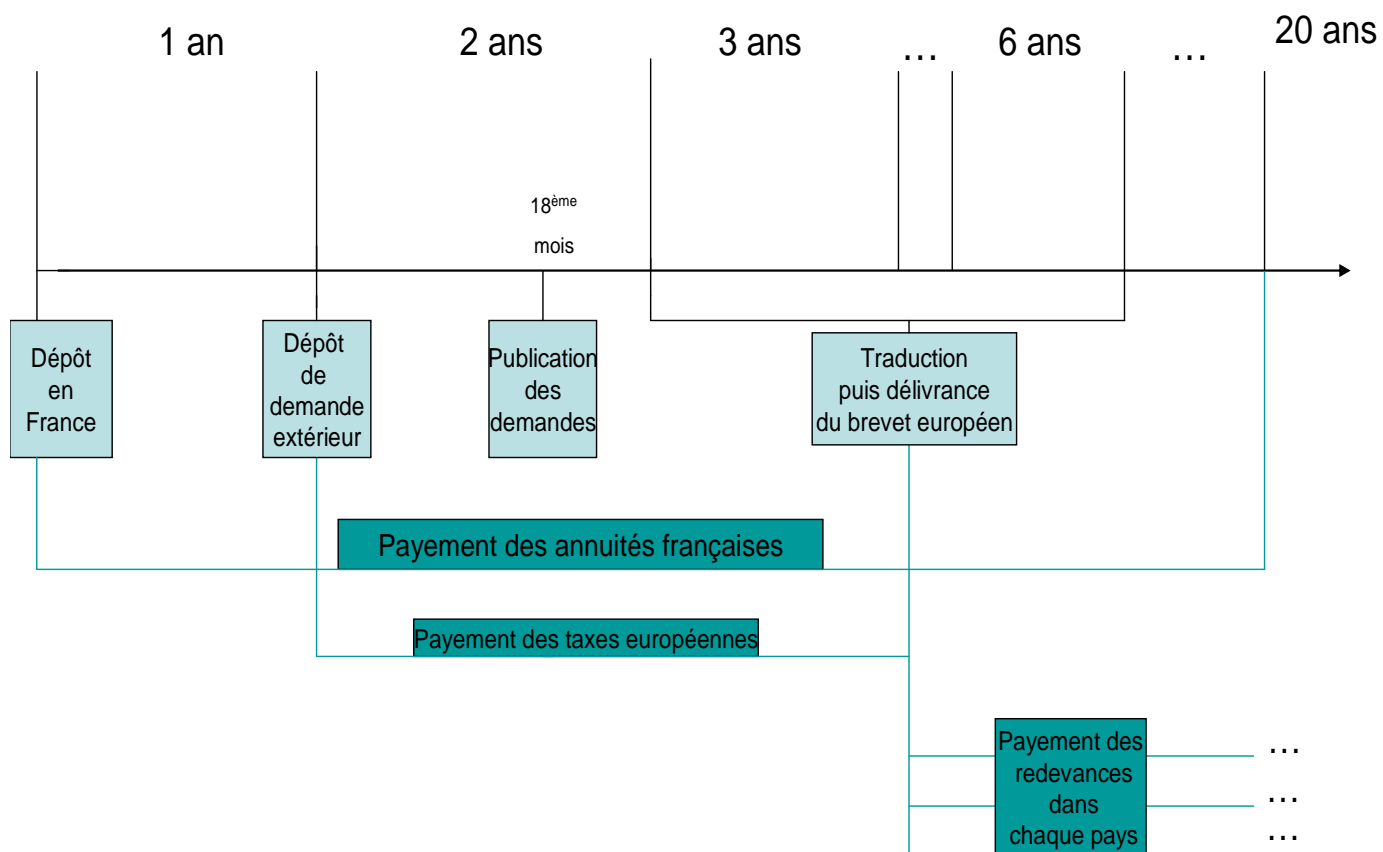 1 an
2 ans
3 ans
...
6 ans
...
20 ans
18ème
mois
Dépôt
en
France
Dépôt
de
demande
extérieur
Publication
des
demandes
Traduction
puis délivrance
du brevet européen
Payement des annuités françaises
Payement des taxes européennes
Payement des
redevances
dans
chaque pays
...
...
...